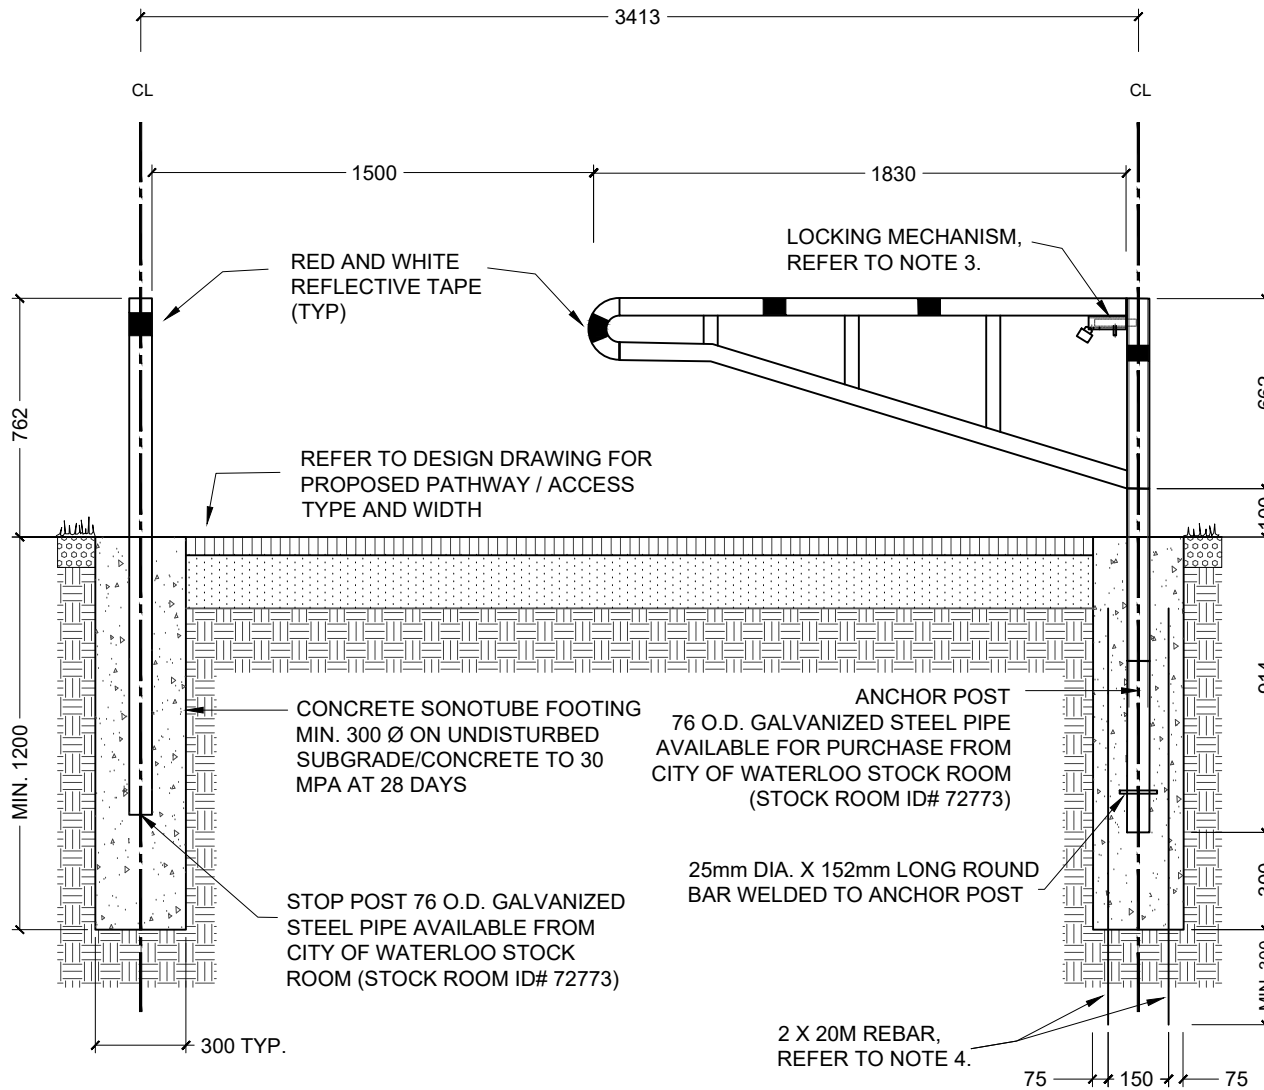 3413
CL
CL
1500
1830
LOCKING MECHANISM,
REFER TO NOTE 3.
RED AND WHITE
REFLECTIVE TAPE
(TYP)
762
REFER TO DESIGN DRAWING FOR
PROPOSED PATHWAY / ACCESS
TYPE AND WIDTH
MIN. 1200
CONCRETE SONOTUBE FOOTING
MIN. 300 Ø ON UNDISTURBED
SUBGRADE/CONCRETE TO 30
MPA AT 28 DAYS
ANCHOR POST
76 O.D. GALVANIZED STEEL PIPE
AVAILABLE FOR PURCHASE FROM
CITY OF WATERLOO STOCK ROOM
(STOCK ROOM ID# 72773)
25mm DIA. X 152mm LONG ROUND
BAR WELDED TO ANCHOR POST
STOP POST 76 O.D. GALVANIZED
STEEL PIPE AVAILABLE FROM
CITY OF WATERLOO STOCK
ROOM (STOCK ROOM ID# 72773)
300 TYP.
2 X 20M REBAR,
REFER TO NOTE 4.
75
150
75